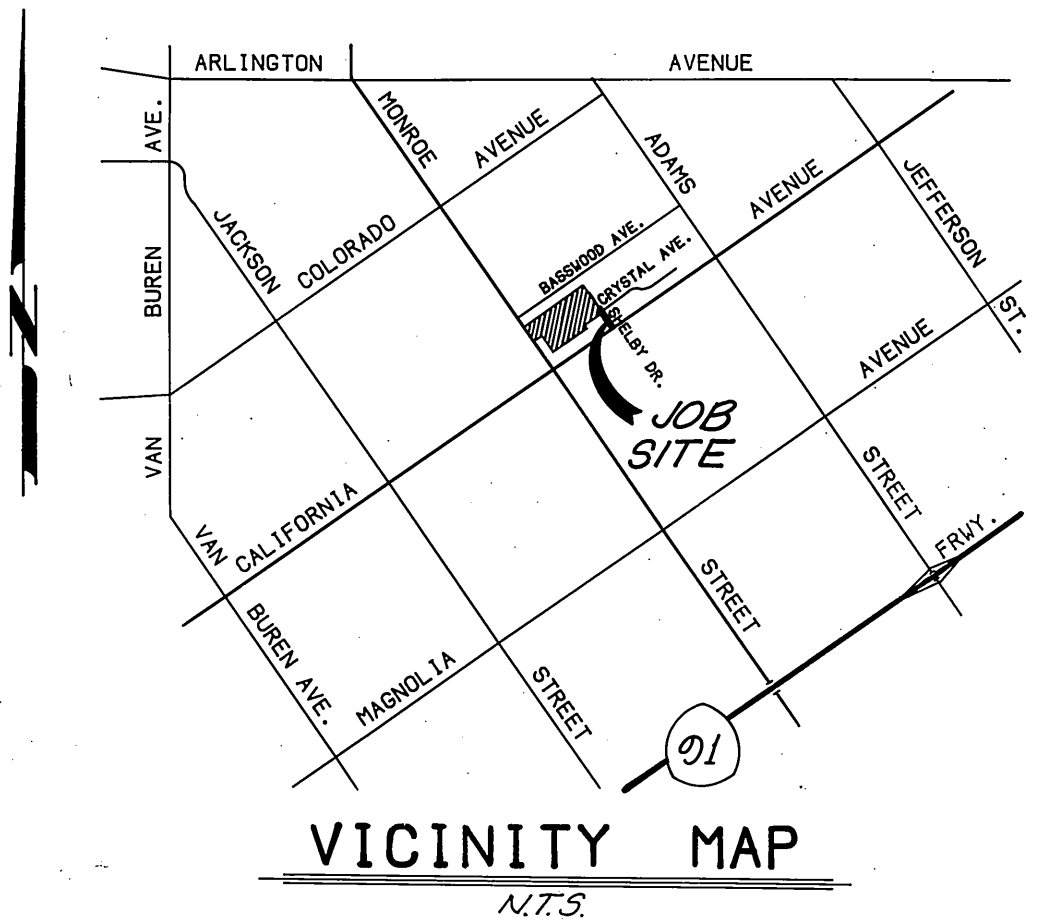 ARLINGTON
AVENUE
AVE.
MONROE
AVENUE
ADAMS
AVENUE
JEFFERSON
ST.
BUREN
JACKSON
COLORADO
BASSWOOD AVE.
CRYSTAL AVE.
SHELBY DR.
AVENUE
JOB
SITE
VAN
VAN
CALIFORNIA
STREET
FRWY.
BUREN AVE.
MAGNOLIA
STREET
STREET
91
N
VICINITY MAP
N.T.S.